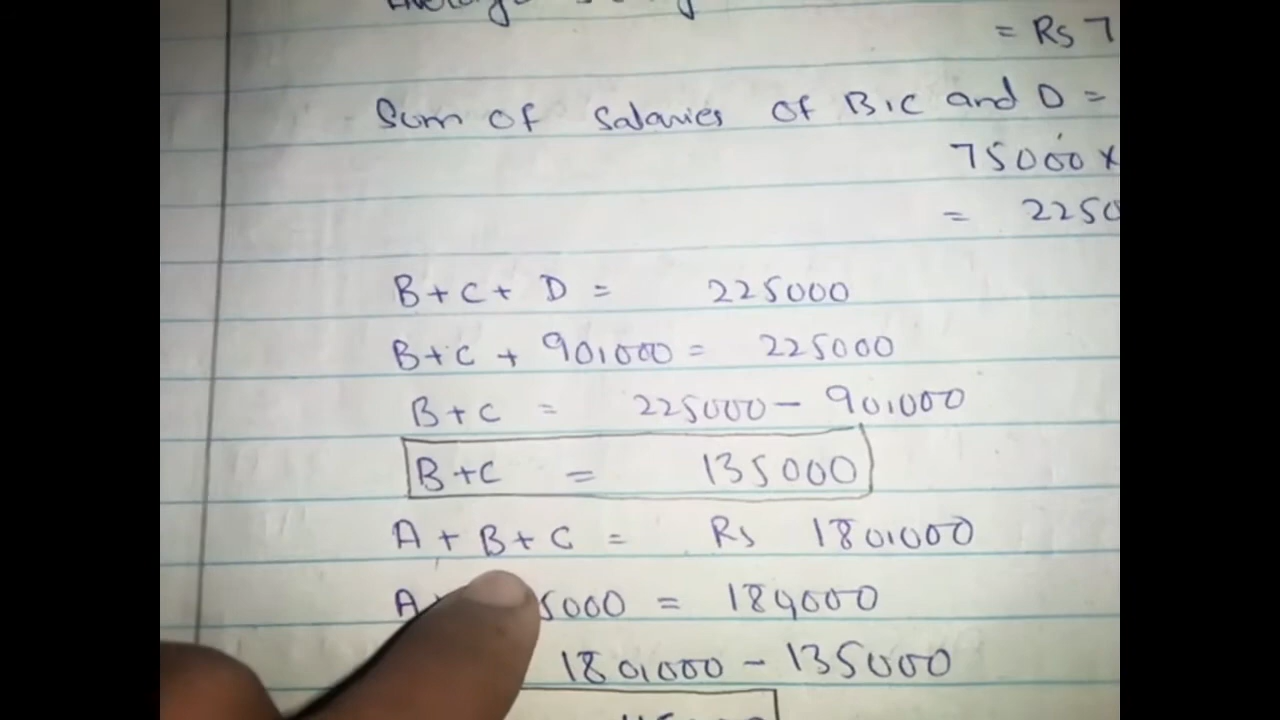 = Rs 7
Sum of salaries of B,C and D =
75000 ×
= 2250
B + C + D = 225000
B + C + 90,000 = 225000
B + C = 225000 - 90,000
B + C = 135000
A + B + C = Rs 180,000
A 5000 = 180000
180,000 - 135000